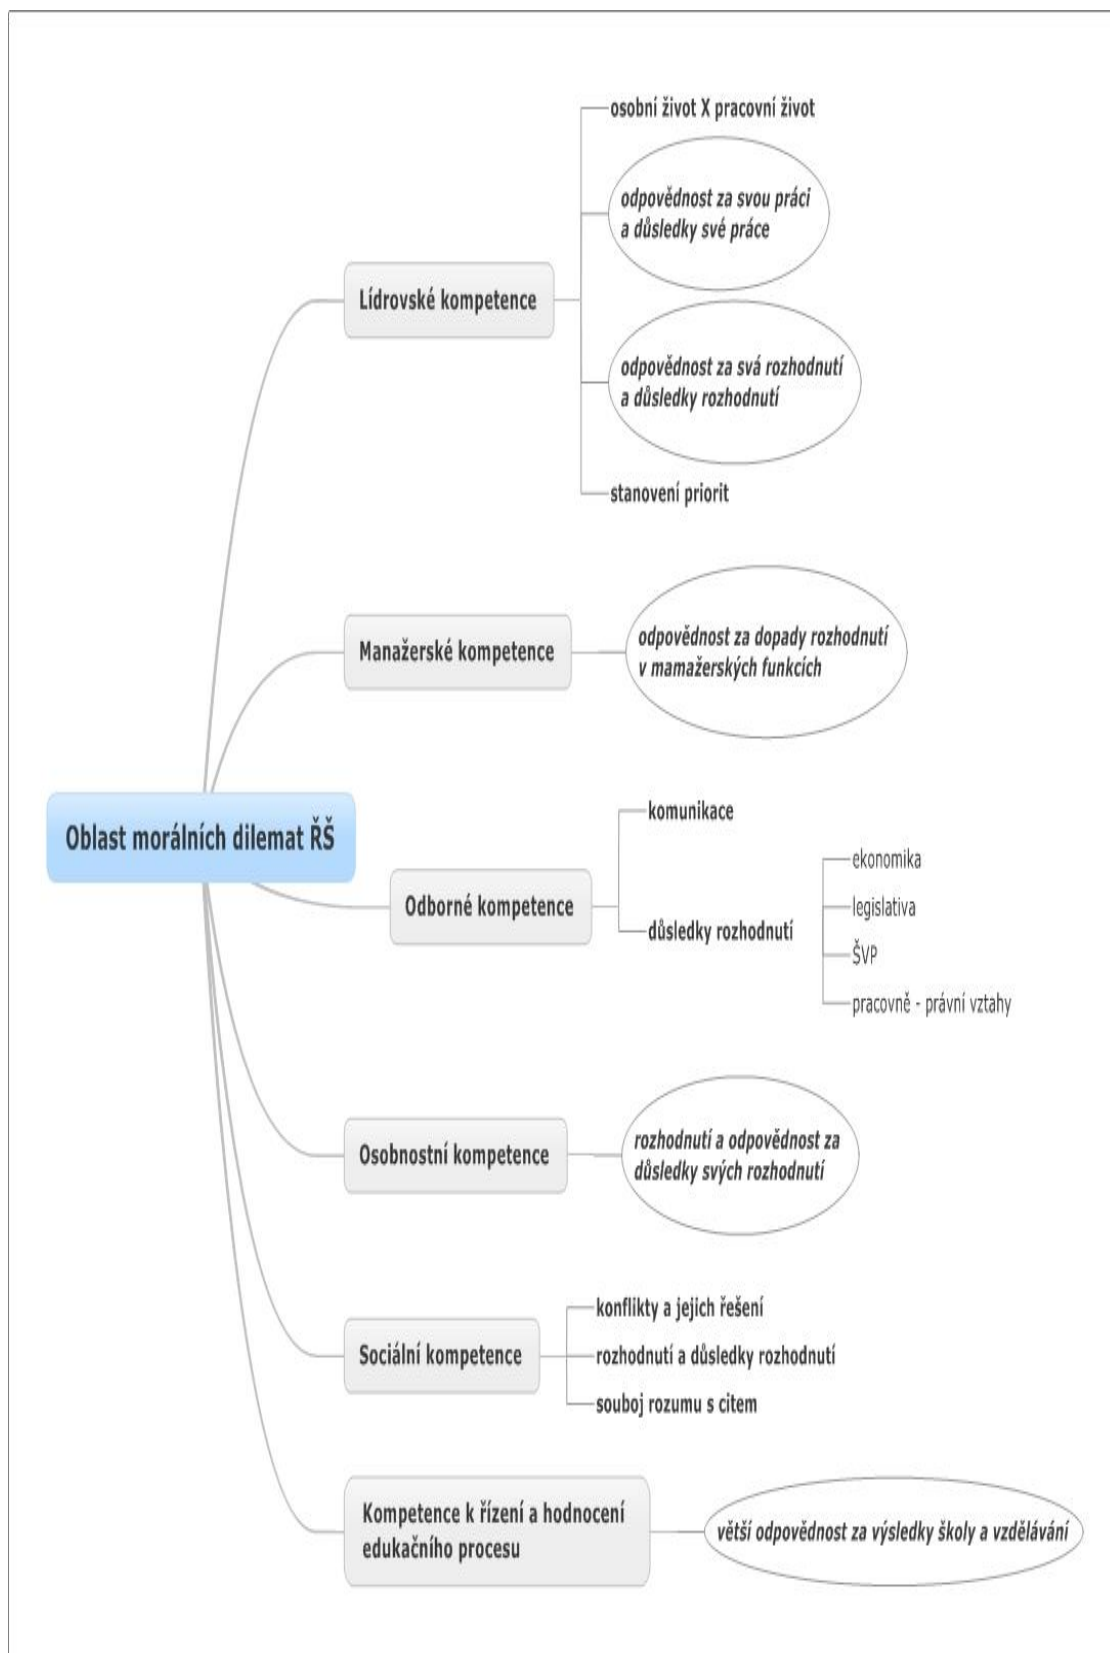 osobní život X pracovní život
odpovědnost za svou práci
a důsledky své práce
Lídrovské kompetence
odpovědnost za svá rozhodnutí
a důsledky rozhodnutí
stanovení priorit
Manažerské kompetence
odpovědnost za dopady rozhodnutí
v mamažerských funkcích
Oblast morálních dilemat ŘŠ
Odborné kompetence
komunikace
důsledky rozhodnutí
ekonomika
legislativa
ŠVP
pracovně - právní vztahy
Osobnostní kompetence
rozhodnutí a odpovědnost za
důsledky svých rozhodnutí
Sociální kompetence
konflikty a jejich řešení
rozhodnutí a důsledky rozhodnutí
souboj rozumu s citem
Kompetence k řízení a hodnocení
edukačního procesu
větší odpovědnost za výsledky školy a vzdělávání